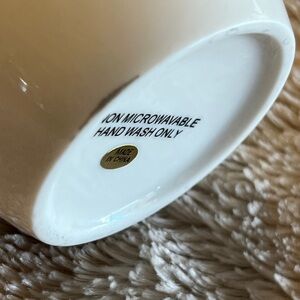 NON MICROWAVABLE
HAND WASH ONLY
MADE
IN CHINA